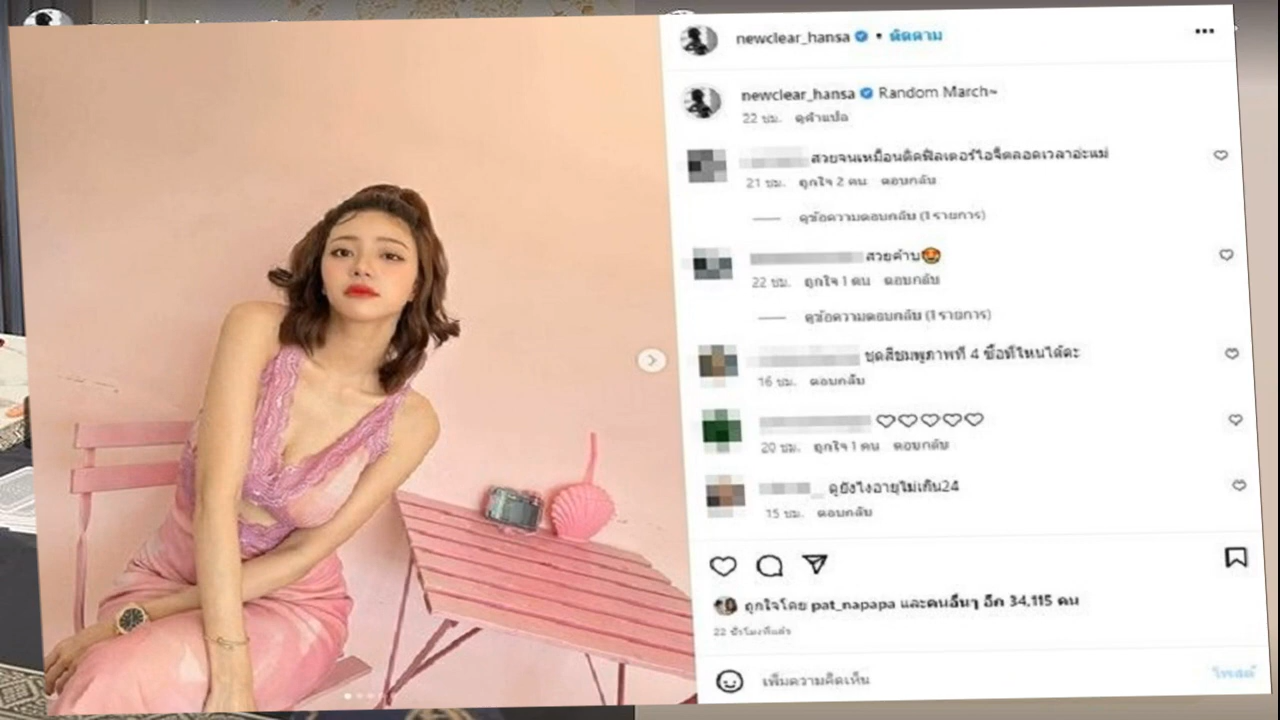 newclear_hansa • ติดตาม
newclear_hansa Random March~
22 ชม. ดูคำแปล
สวยจนเหมือนติดฟิลเตอร์ไอจีตลอดเวลาอ่ะแม่
21 ชม. ถูกใจ 2 คน ตอบกลับ
ดูข้อความตอบกลับ (1 รายการ)
สวยค้าบ🤩
22 ชม. ถูกใจ 1 คน ตอบกลับ
ดูข้อความตอบกลับ (1 รายการ)
ชุดสีชมพูภาพที่ 4 ซื้อที่ไหนได้คะ
16 ชม. ตอบกลับ
♡♡♡♡♡
20 ชม. ถูกใจ 1 คน ตอบกลับ
ดูยังไงอายุไม่เกิน24
15 ชม. ตอบกลับ
ถูกใจโดย pat_napapa และคนอื่นๆ อีก 34,115 คน
22 ชั่วโมงที่แล้ว
เพิ่มความคิดเห็น
โพสต์